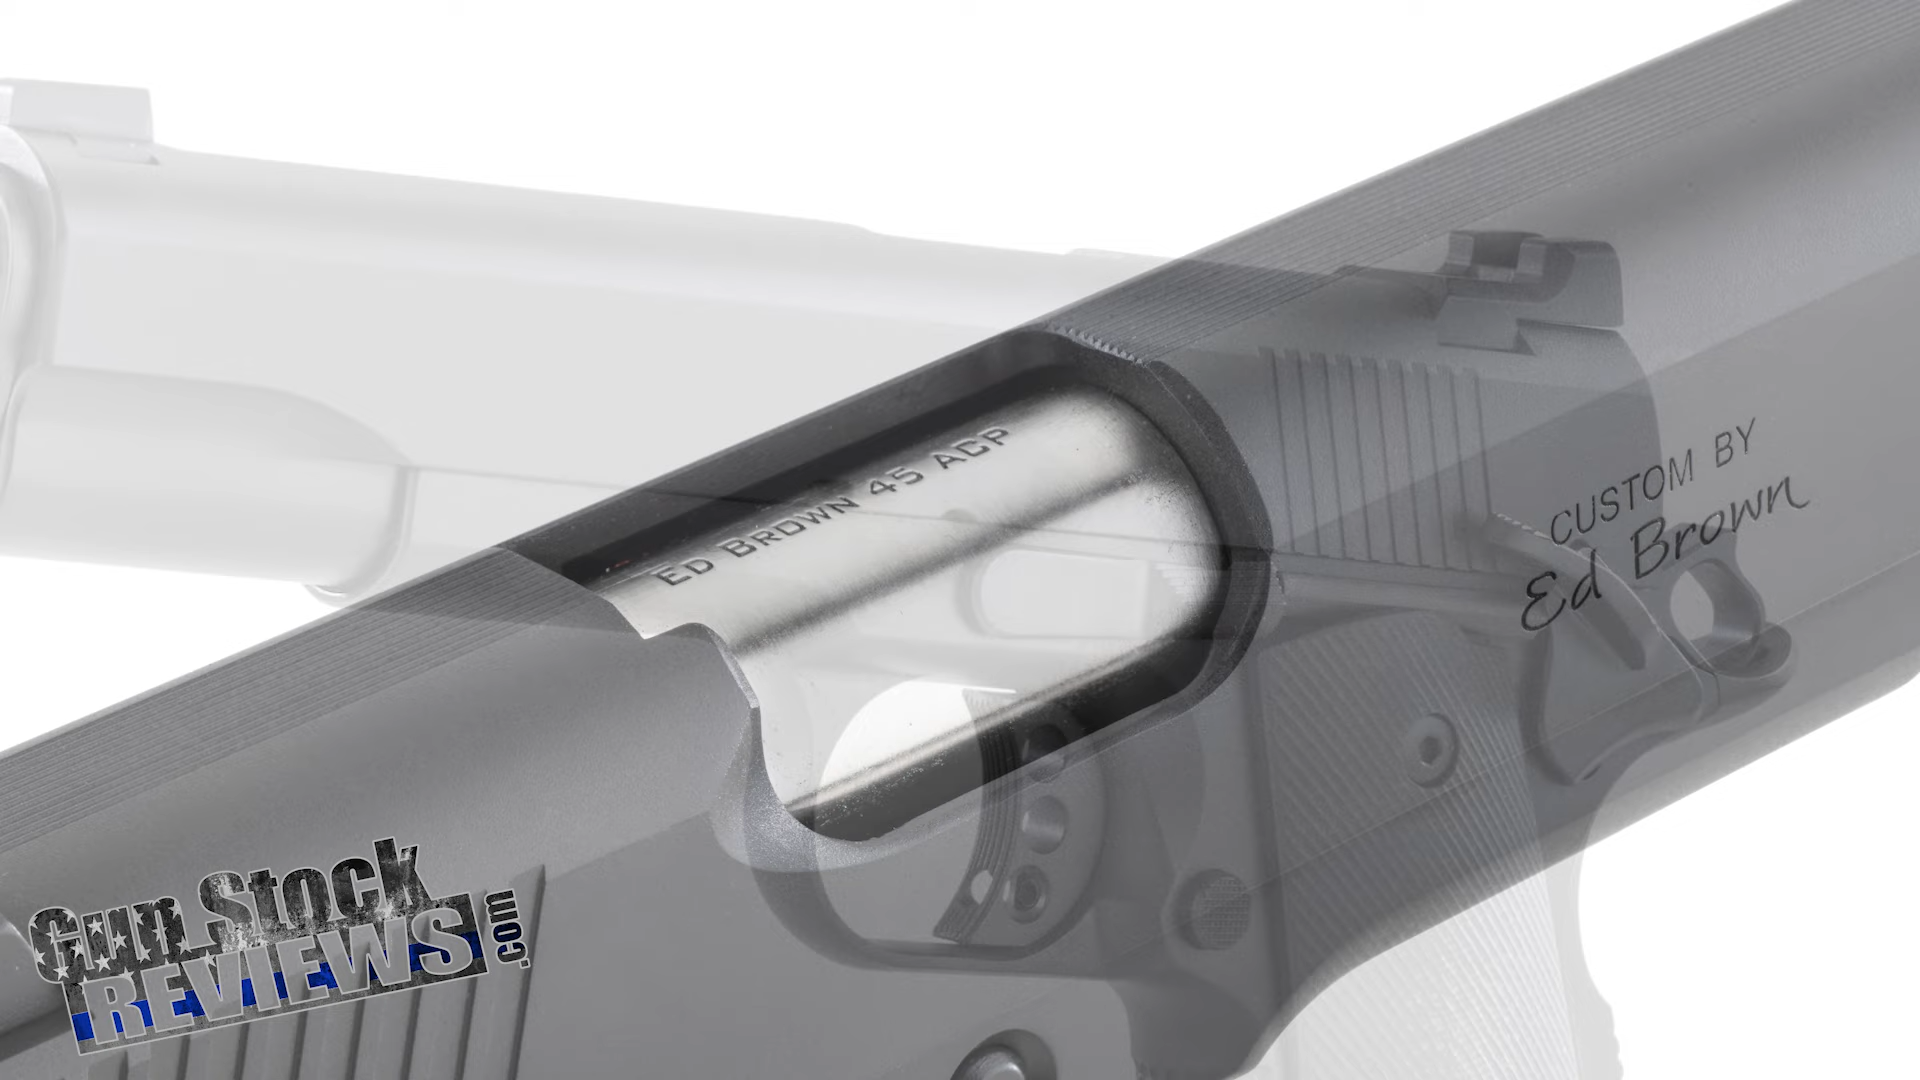 ED BROWN 45 ACP
CUSTOM BY
Ed Brown
Gun Stock
REVIEWS.com